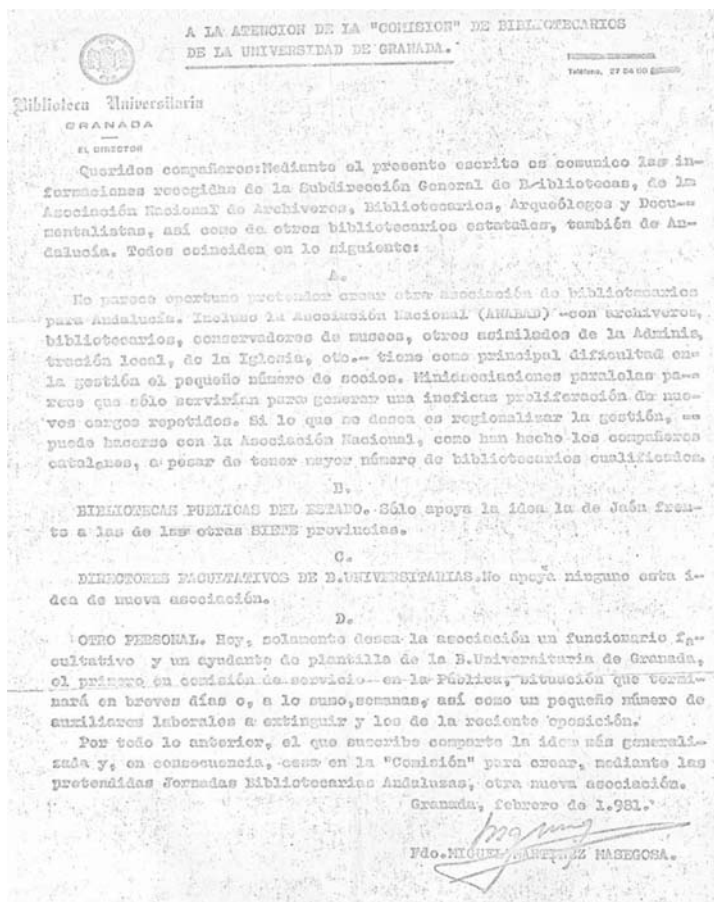 A LA ATENCION DE LA "COMISION" DE BIBLIOTECARIOS
DE LA UNIVERSIDAD DE GRANADA.
Teléfono, 27 04 00
Biblioteca Universitaria
GRANADA
EL DIRECTOR
Queridos compañeros:Mediante el presente escrito os comunico las in-
formaciones recogidas de la Subdirección General de Bibliotecas, de la
Asociación Nacional de Archiveros, Bibliotecarios, Arqueólogos y Docu-
mentalistas, así como de otros bibliotecarios estatales, también de An-
dalucía. Todos coinciden en lo siguiente:
A.
No parece oportuno pretender crear otra asociación de bibliotecarios
para Andalucía. Incluso la Asociación Nacional (ANABAD) -con archiveros,
bibliotecarios, conservadores de museos, otros asimilados de la Adminis
tración local, de la Iglesia, etc.- tiene como principal dificultad en
la gestión el pequeño número de socios. Miniasociaciones paralelas pa-
rece que sólo servirían para generar una ineficaz proliferación de nue-
vos cargos repetidos. Si lo que se desea es regionalizar la gestión,
puede hacerse con la Asociación Nacional, como han hecho los compañeros
catalanes, a pesar de tener mayor número de bibliotecarios cualificados.
B.
BIBLIOTECAS PUBLICAS DEL ESTADO. Sólo apoya la idea la de Jaén fren-
te a las de las otras SIETE provincias.
C.
DIRECTORES FACULTATIVOS DE B.UNIVERSITARIAS.No apoya ninguno esta i-
dea de nueva asociación.
D.
OTRO PERSONAL. Hoy, solamente desea la asociación un funcionario fa-
cultativo y un ayudante de plantilla de la B.Universitaria de Granada,
el primero en comisión de servicio en la Pública, situación que termi-
nará en breves días o, a lo sumo,semanas, así como un pequeño número de
auxiliares laborales a extinguir y los de la reciente oposición.
Por todo lo anterior, el que suscribe comparte la idea más generali-
zada y, en consecuencia, cesa en la "Comisión" para crear, mediante las
pretendidas Jornadas Bibliotecarias Andaluzas, otra nueva asociación.
Granada, febrero de 1.981.
Fdo.MIGUEL MARTINEZ MASEGOSA.